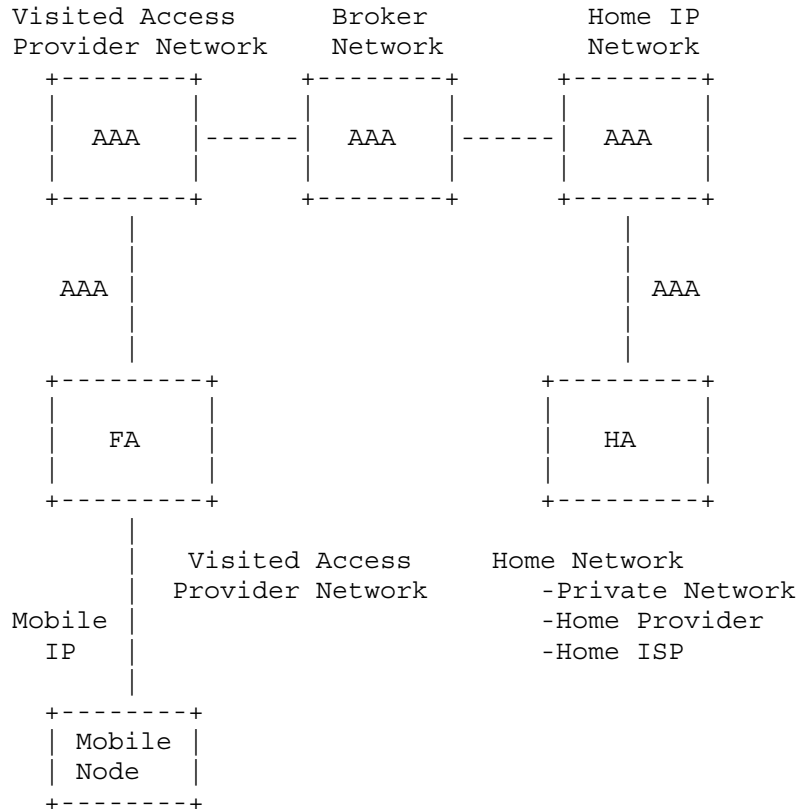 Visited Access Broker Home IP
Provider Network Network Network
AAA AAA AAA
AAA AAA
FA HA
Visited Access Home Network
Provider Network -Private Network
Mobile -Home Provider
IP -Home ISP
Mobile
Node